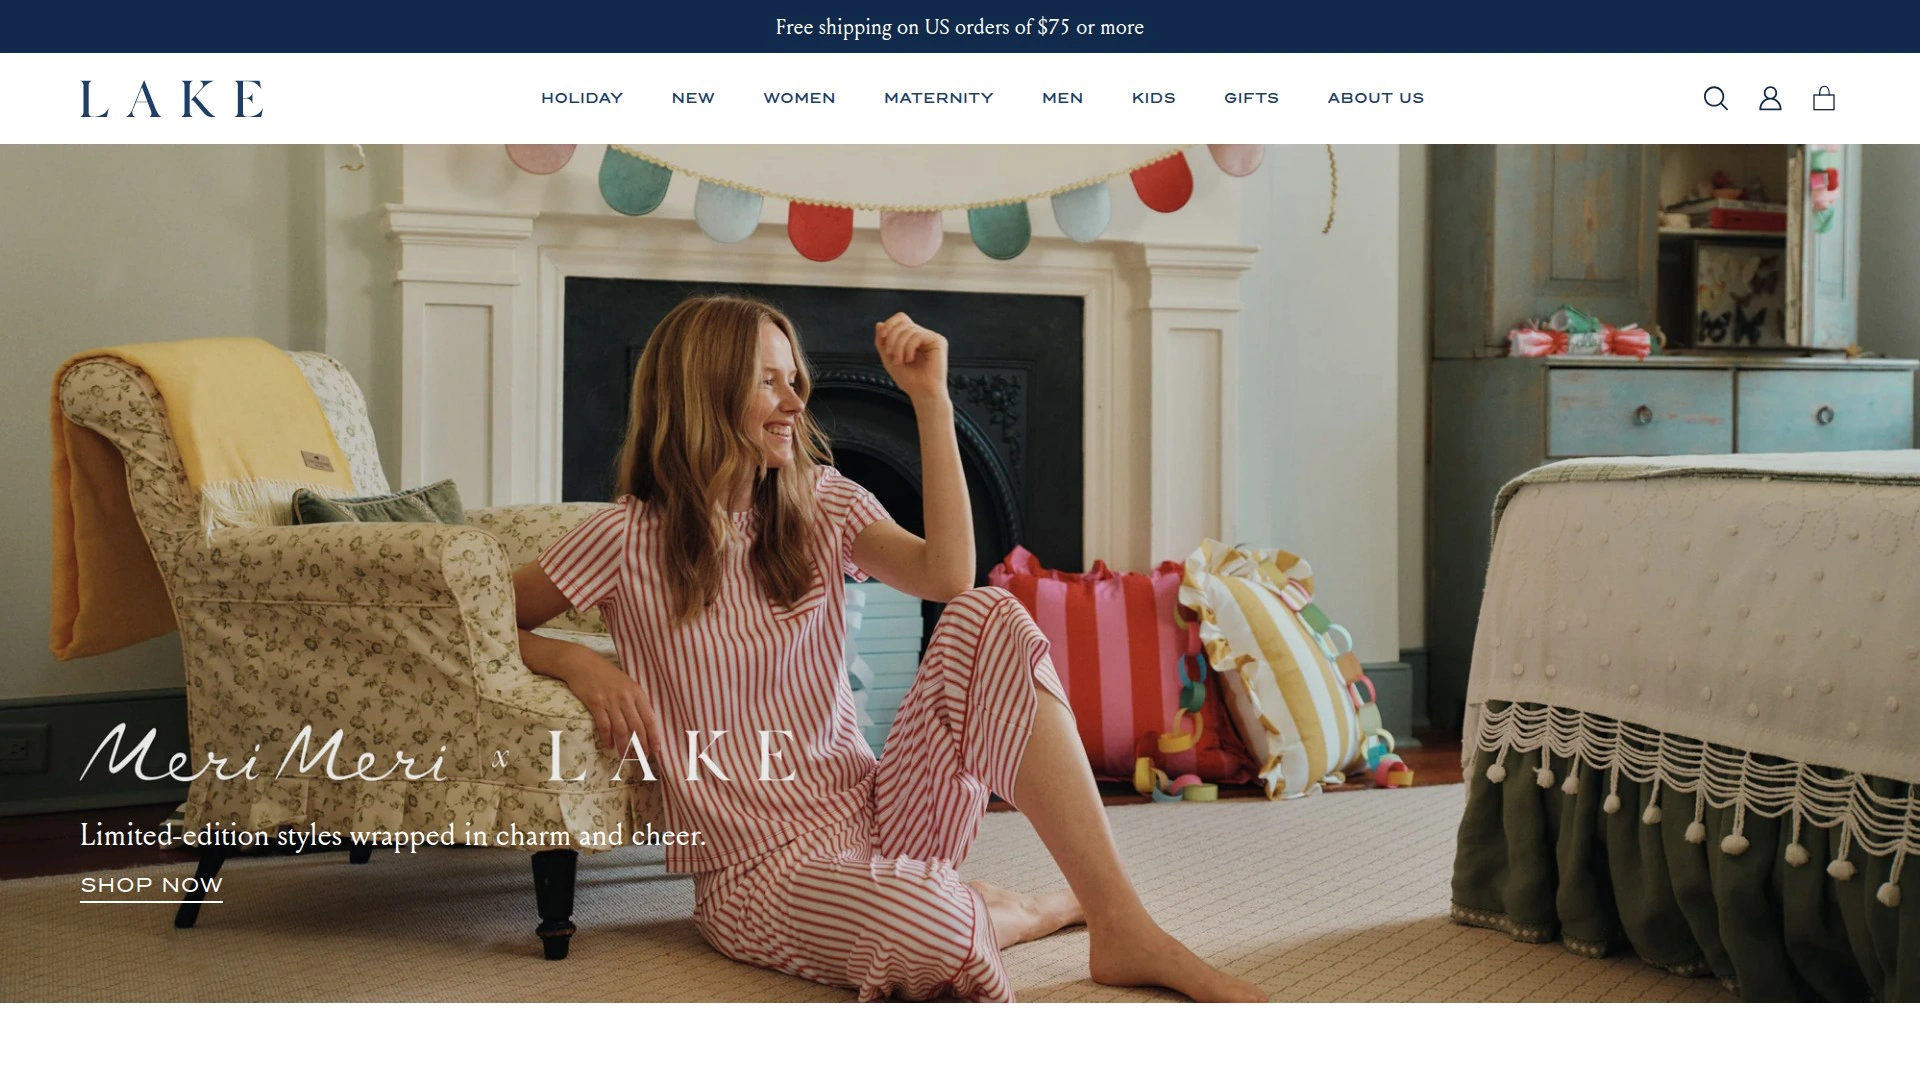 Free shipping on US orders of $75 or more
LAKE
HOLIDAY NEW WOMEN MATERNITY MEN KIDS GIFTS ABOUT US
Meri Meri x LAKE
Limited-edition styles wrapped in charm and cheer.
SHOP NOW